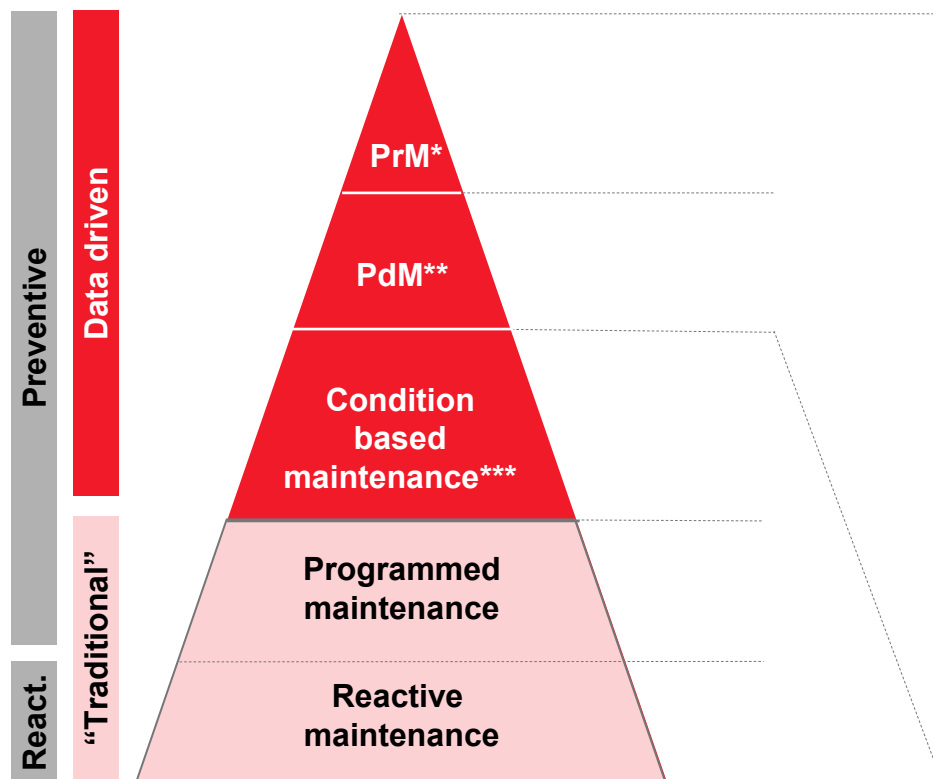 Preventive
React.
Data driven
“Traditional”
PrM*
PdM**
Condition
based
maintenance***
Programmed
maintenance
Reactive
maintenance